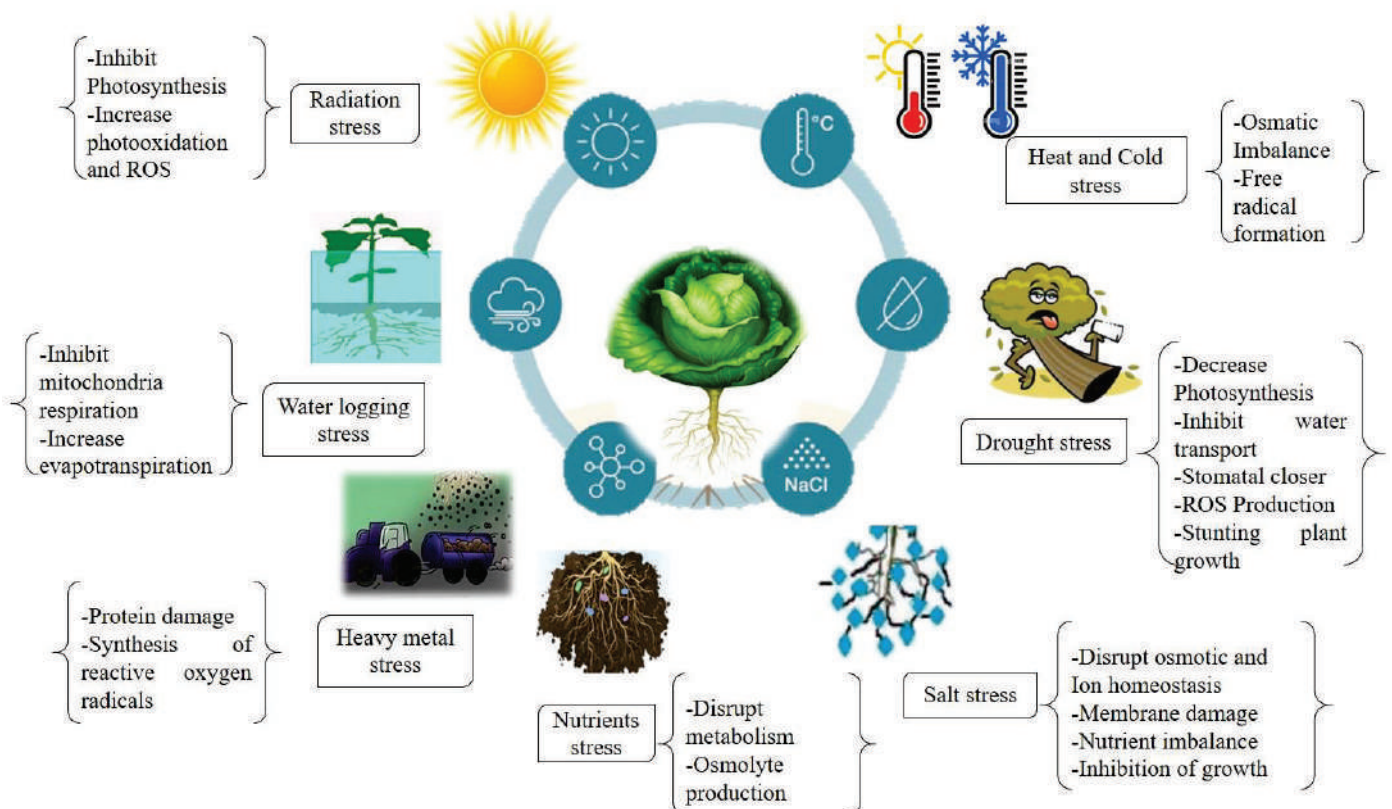 -Inhibit
Photosynthesis
-Increase
photooxidation
and ROS
Radiation
stress
°C
Heat and Cold
stress
-Osmatic
Imbalance
-Free
radical
formation
-Inhibit
mitochondria
respiration
-Increase
evapotranspiration
Water logging
stress
Drought stress
-Decrease
Photosynthesis
-Inhibit water
transport
-Stomatal closer
-ROS Production
-Stunting plant
growth
NaCl
-Protein damage
-Synthesis of
reactive oxygen
radicals
Heavy metal
stress
Nutrients
stress
-Disrupt
metabolism
-Osmolyte
production
Salt stress
-Disrupt osmotic and
Ion homeostasis
-Membrane damage
-Nutrient imbalance
-Inhibition of growth